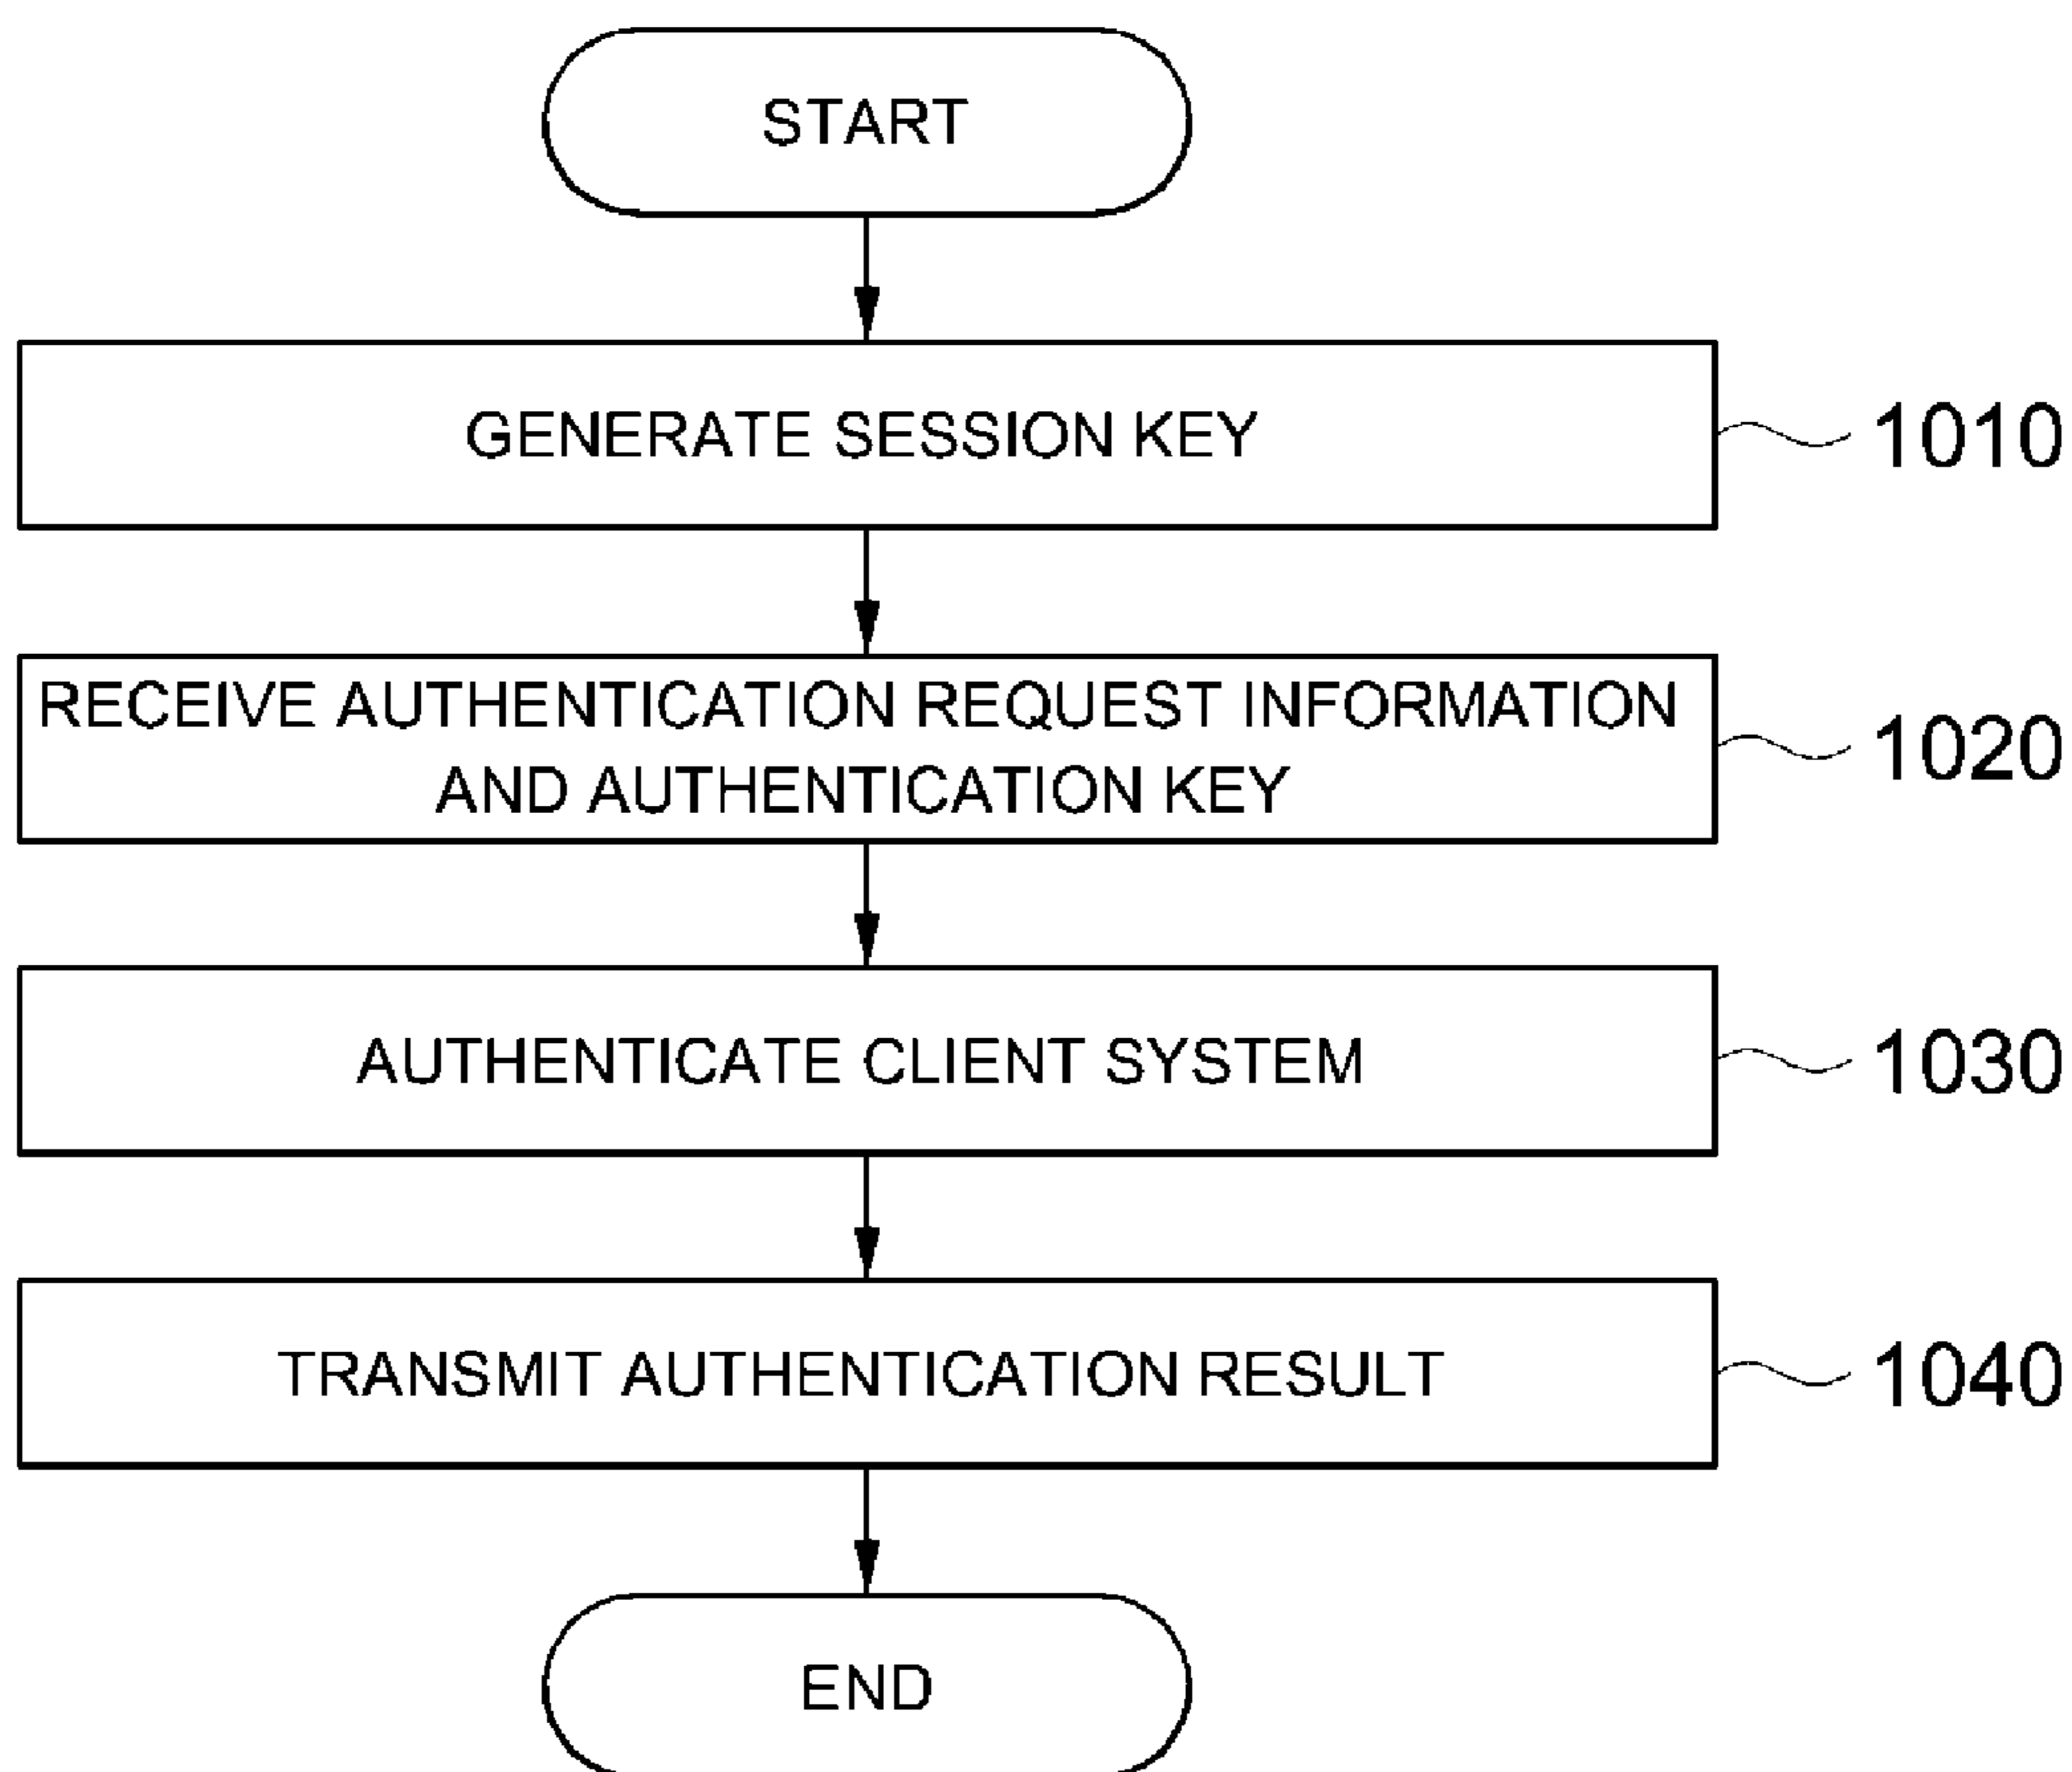 START
GENERATE SESSION KEY
1010
RECEIVE AUTHENTICATION REQUEST INFORMATION
AND AUTHENTICATION KEY
1020
AUTHENTICATE CLIENT SYSTEM
1030
TRANSMIT AUTHENTICATION RESULT
1040
END